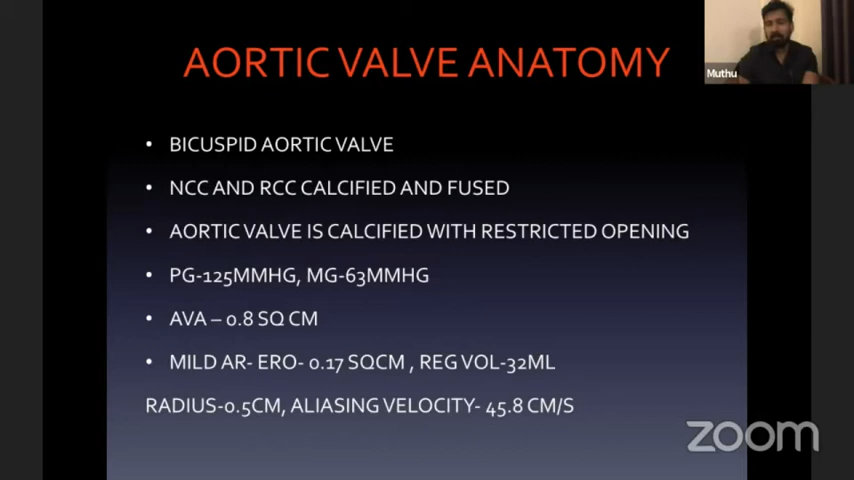 AORTIC VALVE ANATOMY
Muthu
• BICUSPID AORTIC VALVE
• NCC AND RCC CALCIFIED AND FUSED
• AORTIC VALVE IS CALCIFIED WITH RESTRICTED OPENING
• PG-125MMHG, MG-63MMHG
• AVA – 0.8 SQ CM
• MILD AR- ERO- 0.17 SQCM , REG VOL-32ML
RADIUS-0.5CM, ALIASING VELOCITY- 45.8 CM/S
zoom